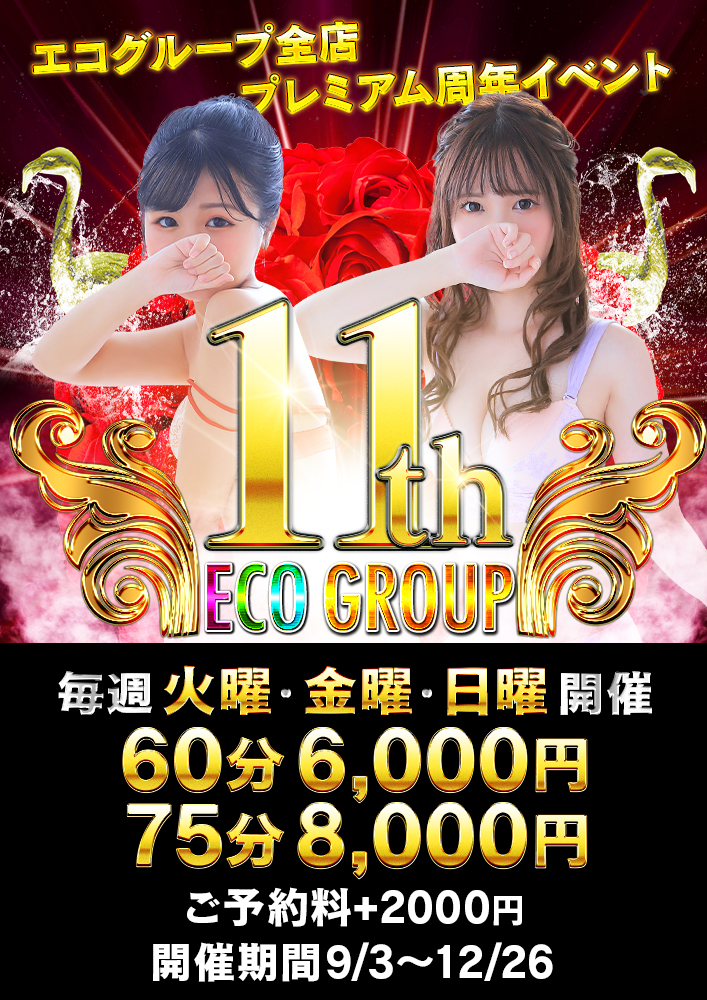 エコグループ全店
プレミアム周年イベント
11th
ECO GROUP
毎週 火曜・金曜・日曜 開催
60分 6,000円
75分 8,000円
ご予約料+2000円
開催期間9/3～12/26